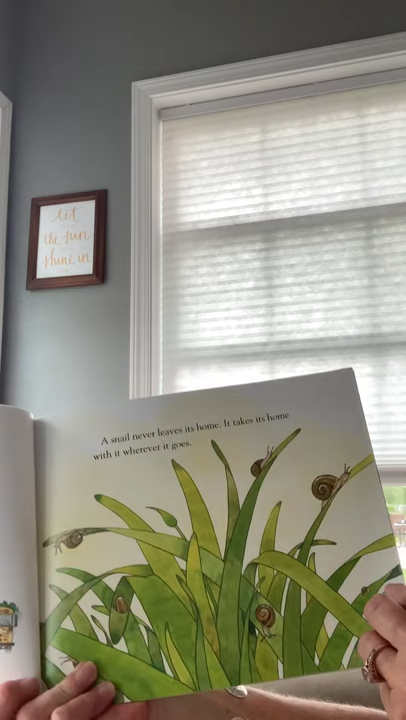 let
the sun
shine in
A snail never leaves its home. It takes its home
with it wherever it goes.